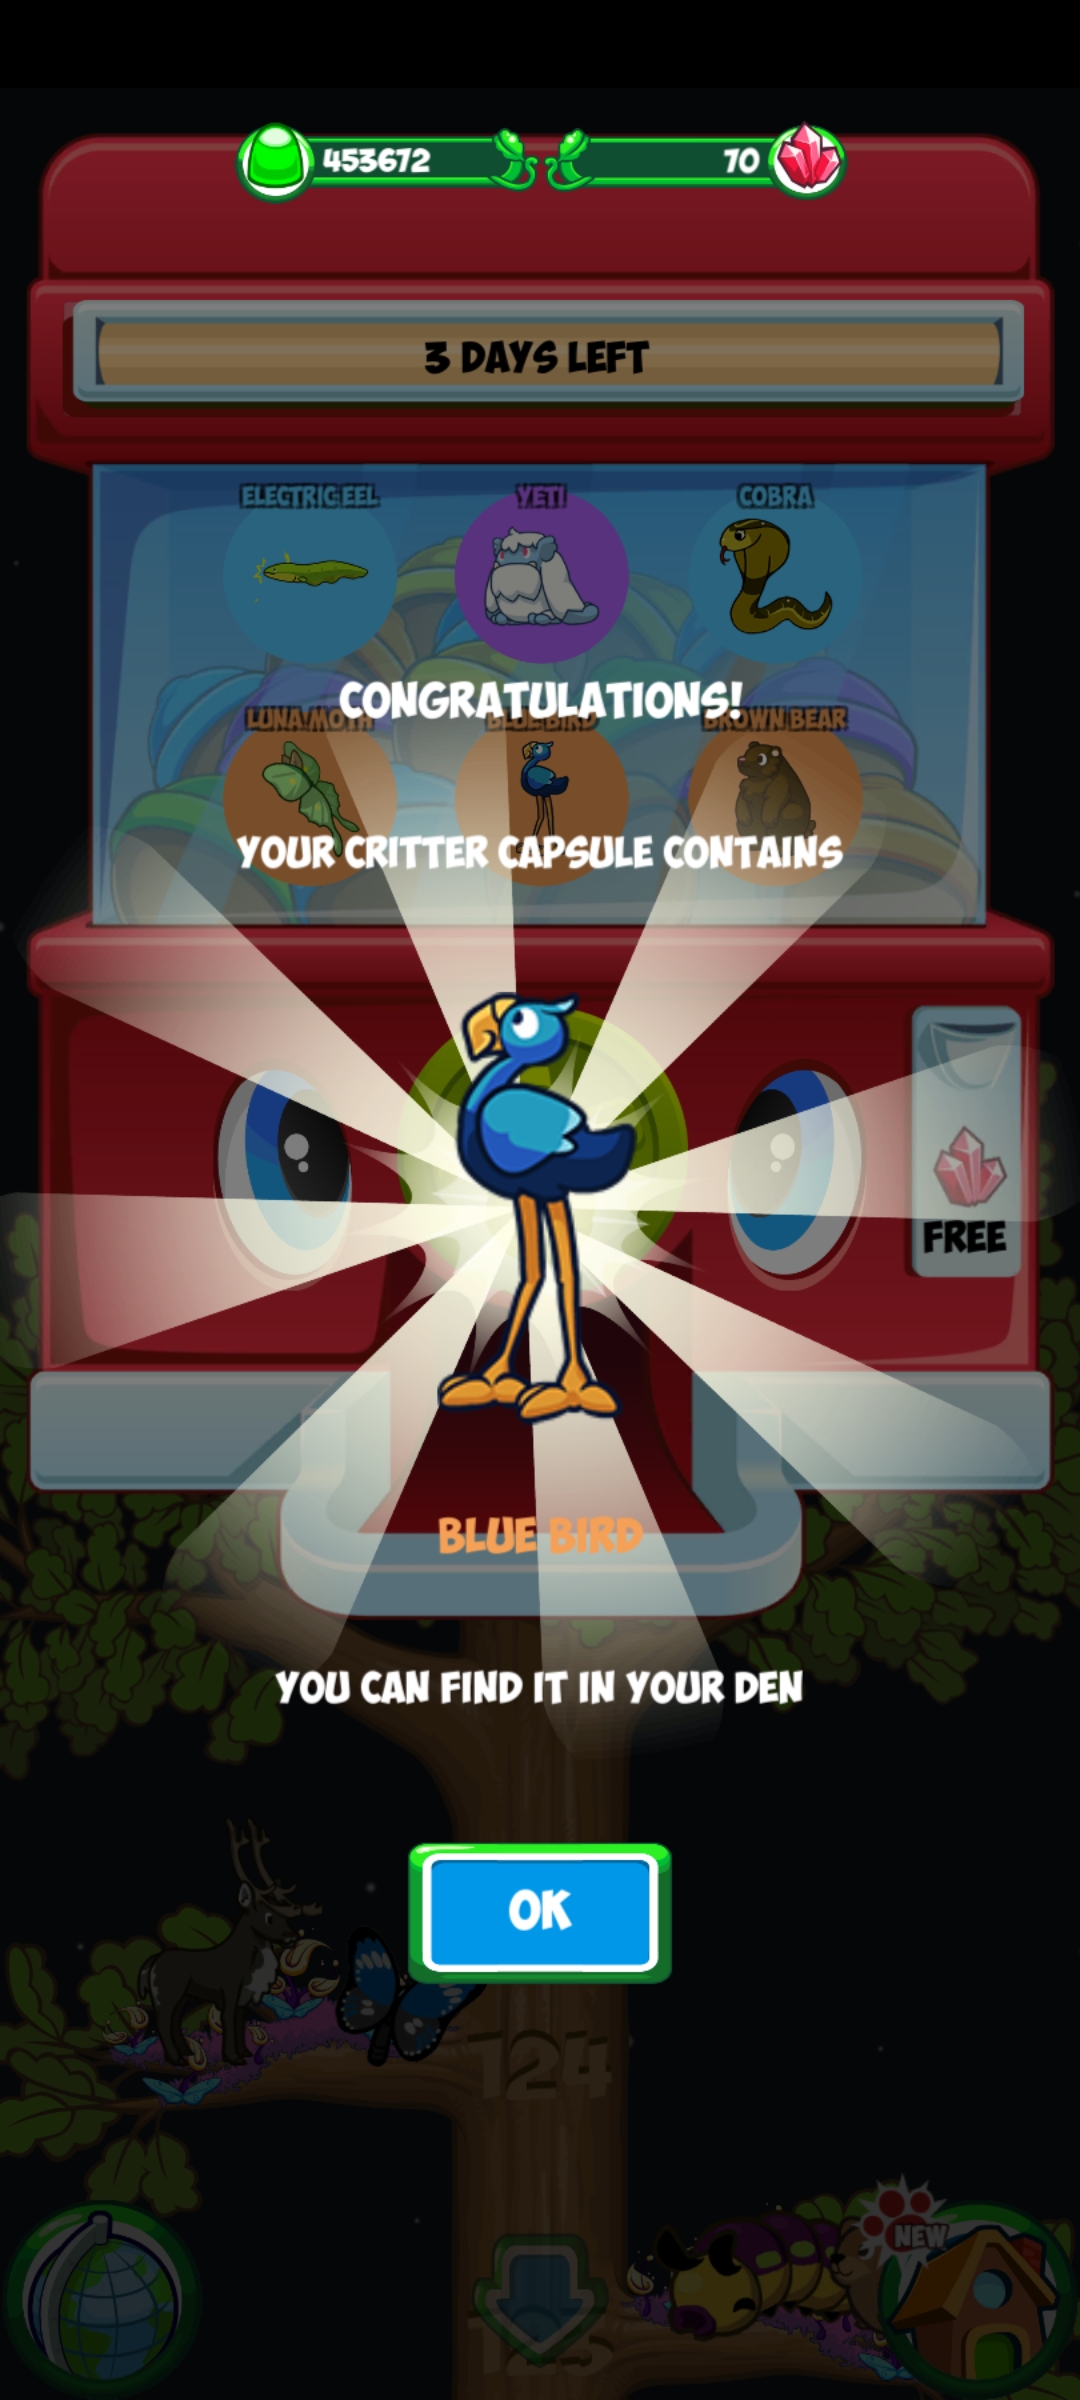 453672
70
3 DAYS LEFT
ELECTRIC EEL
YETI
COBRA
CONGRATULATIONS!
LUNA MOTH
BLUE BIRD
BROWN BEAR
YOUR CRITTER CAPSULE CONTAINS
FREE
BLUE BIRD
YOU CAN FIND IT IN YOUR DEN
OK
124
NEW
125